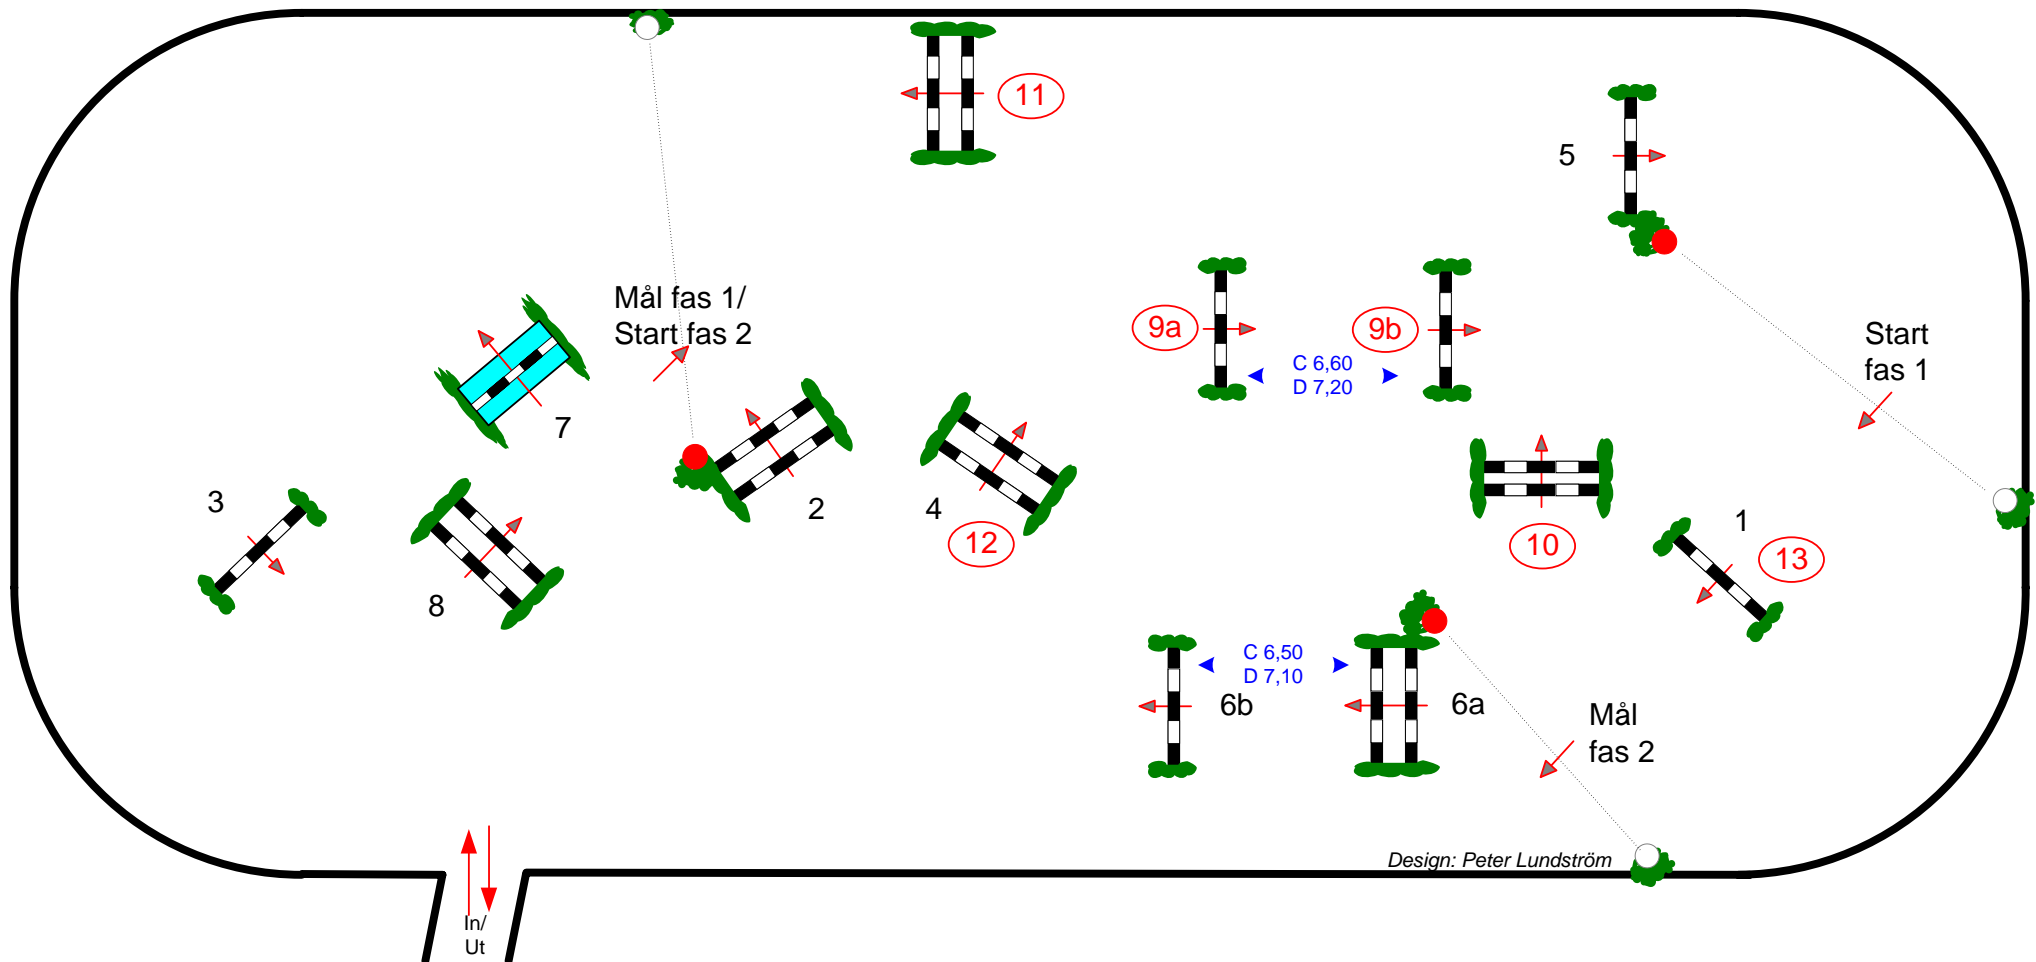 11
5
Mål fas 1/
Start fas 2
9a
9b
C 6,60
D 7,20
Start
fas 1
7
3
2
4
12
10
1
13
8
C 6,50
D 7,10
6b
6a
Mål
fas 2
Design: Peter Lundström
In/
Ut